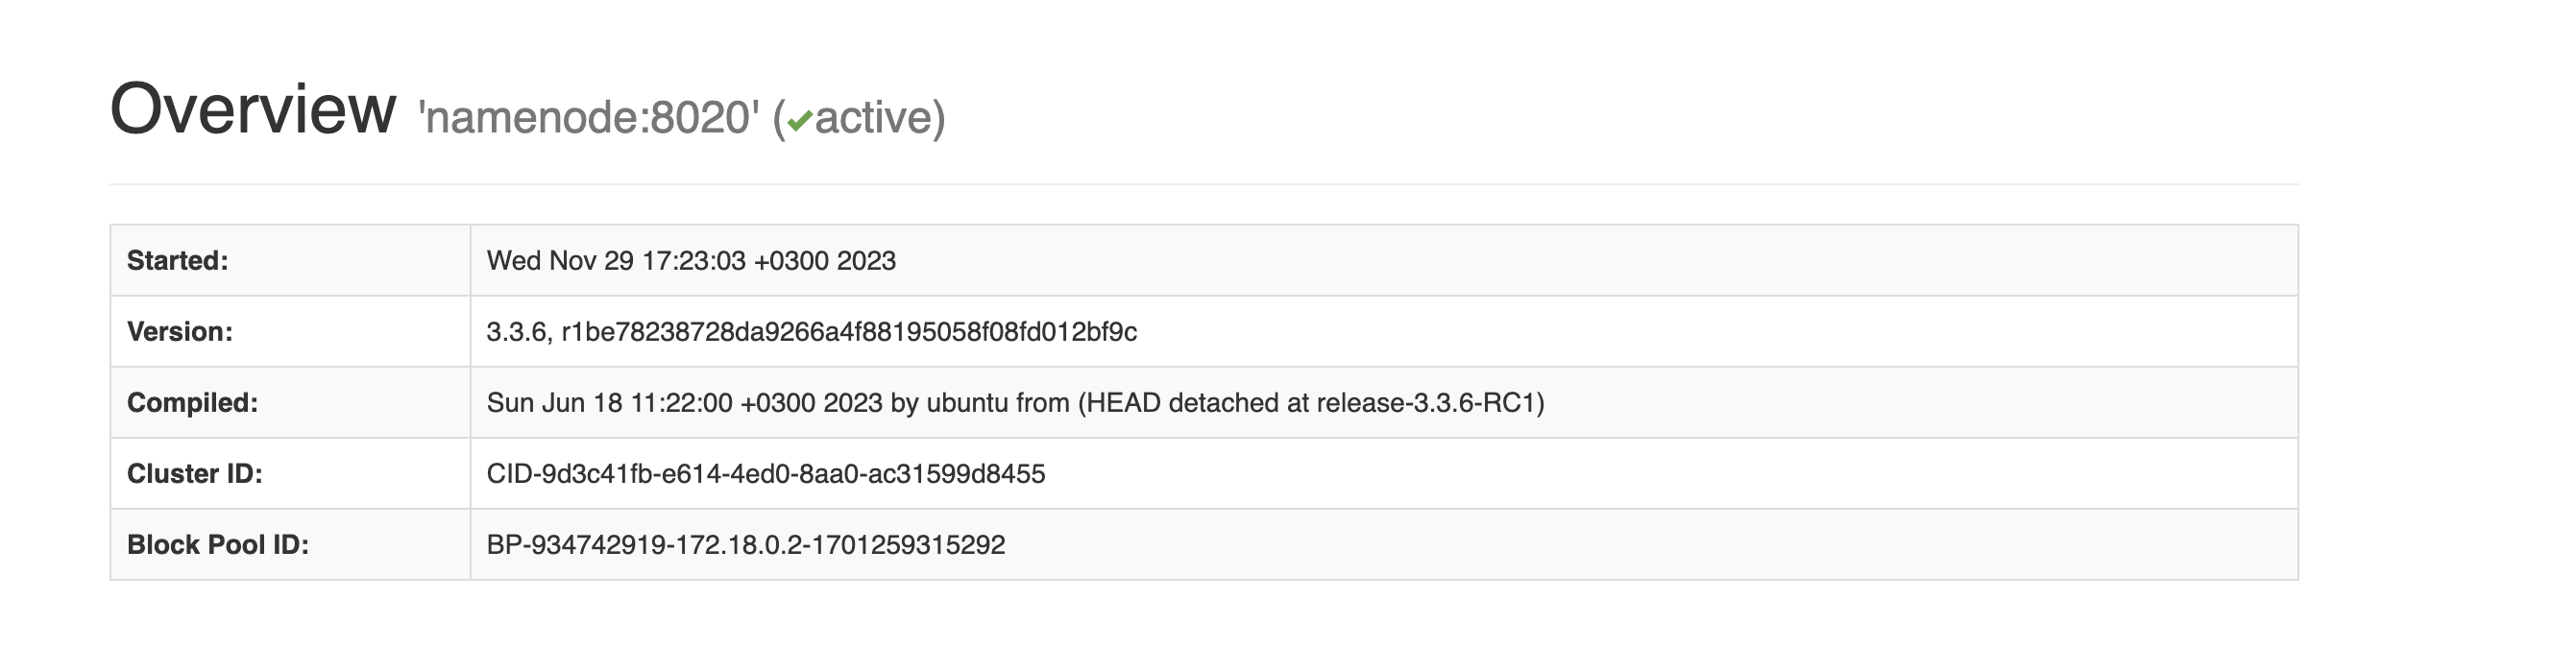 Overview 'namenode:8020' (✔active)
Started: Wed Nov 29 17:23:03 +0300 2023
Version: 3.3.6, r1be78238728da9266a4f88195058f08fd012bf9c
Compiled: Sun Jun 18 11:22:00 +0300 2023 by ubuntu from (HEAD detached at release-3.3.6-RC1)
Cluster ID: CID-9d3c41fb-e614-4ed0-8aa0-ac31599d8455
Block Pool ID: BP-934742919-172.18.0.2-1701259315292